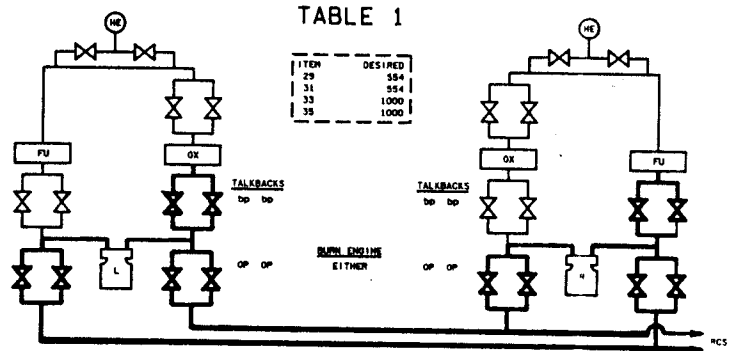 TABLE 1
HE
HE
ITEM DESIRED
29 554
31 554
33 1000
35 1000
FU
OX
OX
FU
TALKBACKS
bp bp
TALKBACKS
bp bp
L
BURN ENGINE
EITHER
OP OP
OP OP
RCS